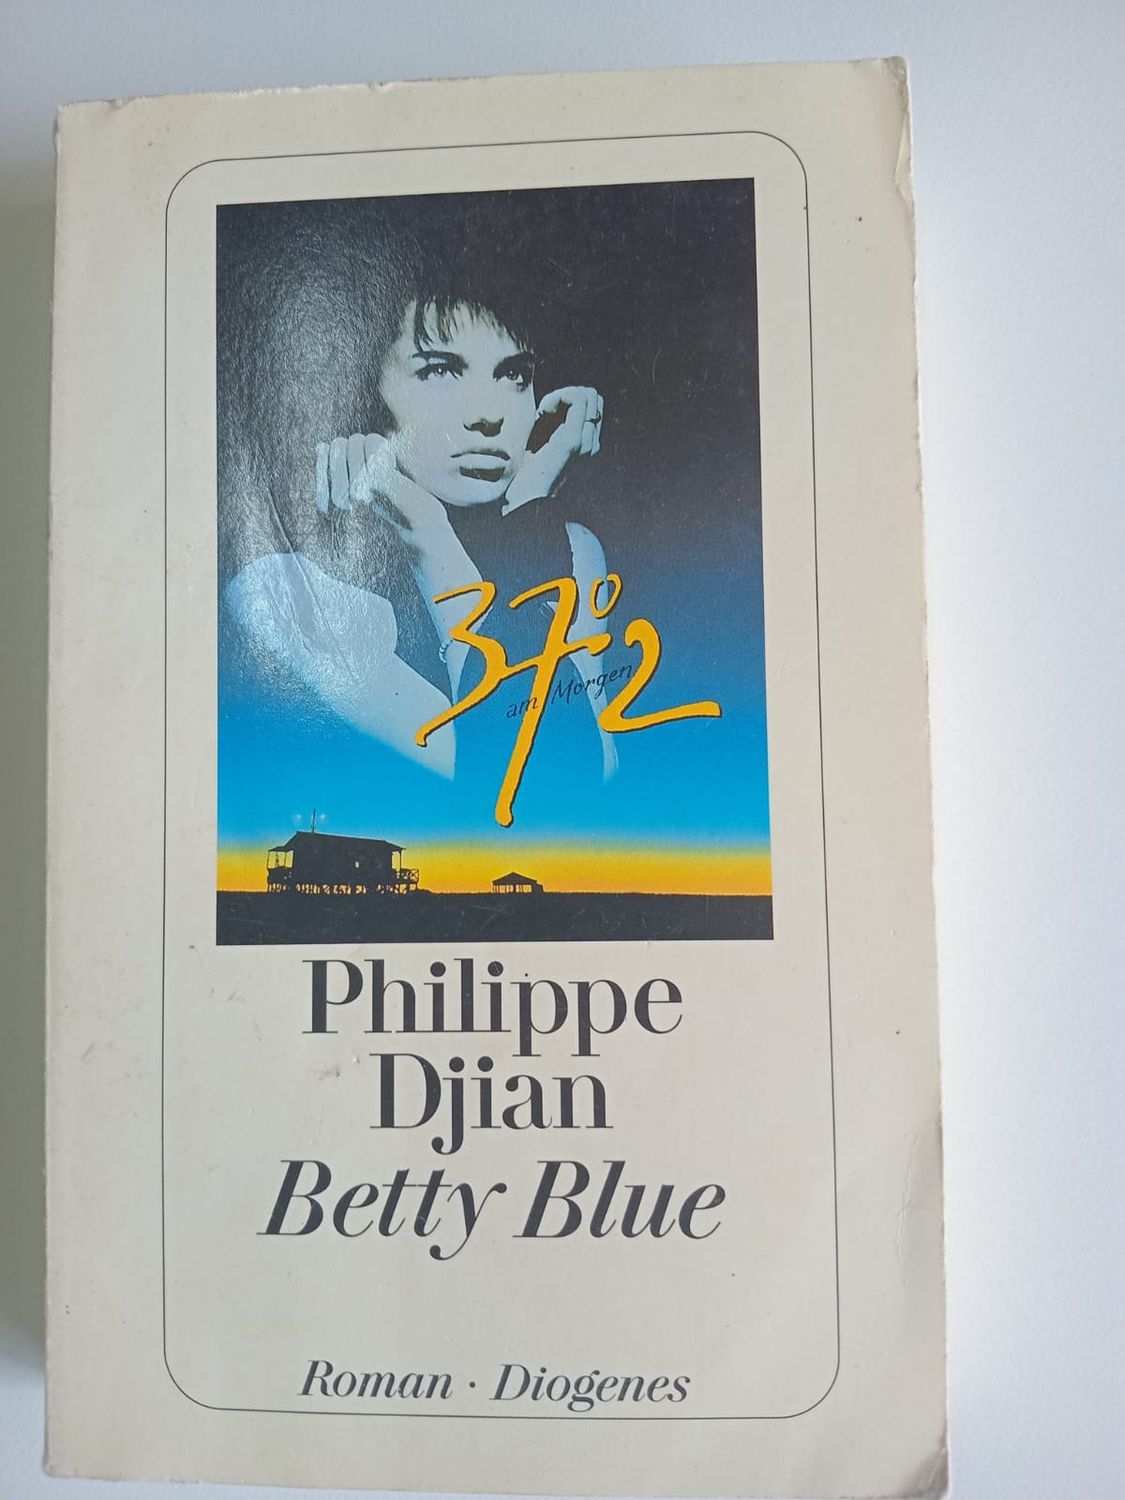 37°2
am Morgen
Philippe
Djian
Betty Blue
Roman · Diogenes